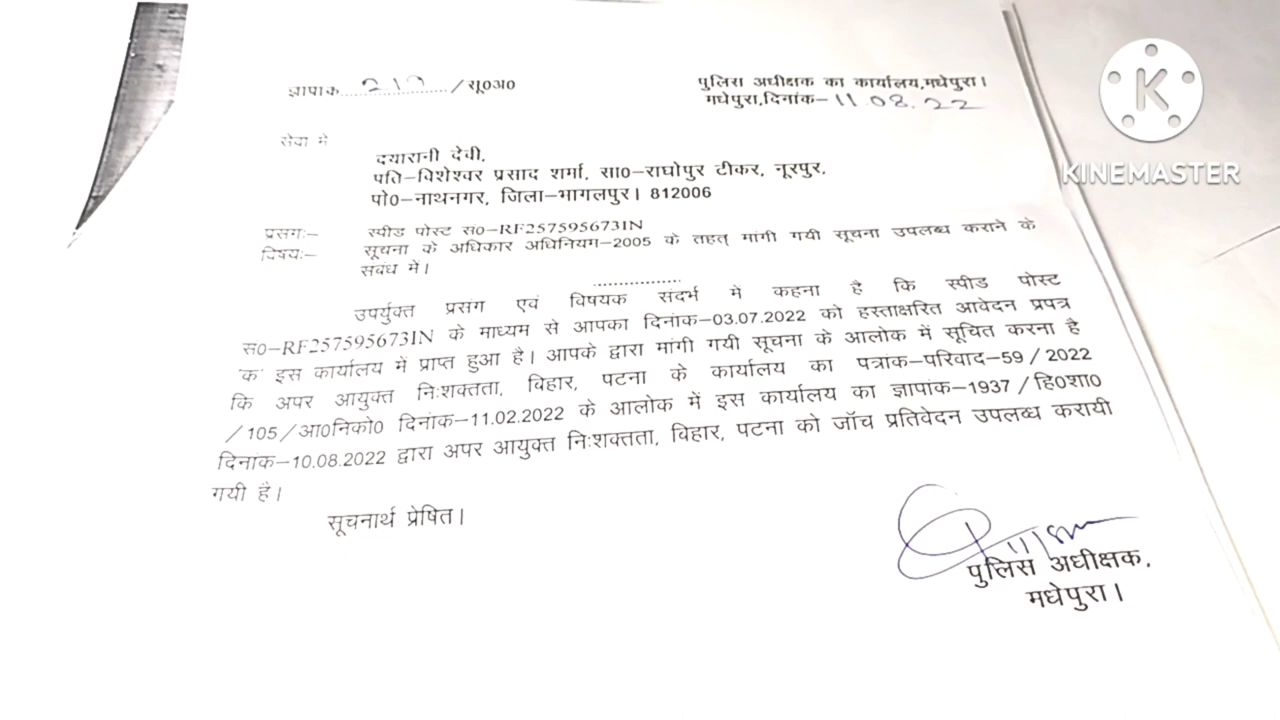 ज्ञापांक............../सू0अ0
पुलिस अधीक्षक का कार्यालय,मधेपुरा।
मधेपुरा,दिनांक-11.08.22
सेवा में
दयारानी देवी,
पति-विशेश्वर प्रसाद शर्मा, सा0-राघोपुर टीकर, नूरपुर,
पो0-नाथनगर, जिला-भागलपुर। 812006
प्रसंगः- स्पीड पोस्ट स0-RF257595673IN
विषयः- सूचना के अधिकार अधिनियम-2005 के तहत् मांगी गयी सूचना उपलब्ध कराने के
संबंध में।
उपर्युक्त प्रसंग एवं विषयक संदर्भ में कहना है कि स्पीड पोस्ट
स0-RF257595673IN के माध्यम से आपका दिनांक-03.07.2022 को हस्ताक्षरित आवेदन प्रपत्र
'क' इस कार्यालय में प्राप्त हुआ है। आपके द्वारा मांगी गयी सूचना के आलोक में सूचित करना है
कि अपर आयुक्त निःशक्तता, बिहार, पटना के कार्यालय का पत्रांक-परिवाद-59/2022
/105/आ0नि0को0 दिनांक-11.02.2022 के आलोक में इस कार्यालय का ज्ञापांक-1937/हि0शा0
दिनांक-10.08.2022 द्वारा अपर आयुक्त निःशक्तता, बिहार, पटना को जॉच प्रतिवेदन उपलब्ध करायी
गयी है।
सूचनार्थ प्रेषित।
पुलिस अधीक्षक,
मधेपुरा।
K
KINEMASTER